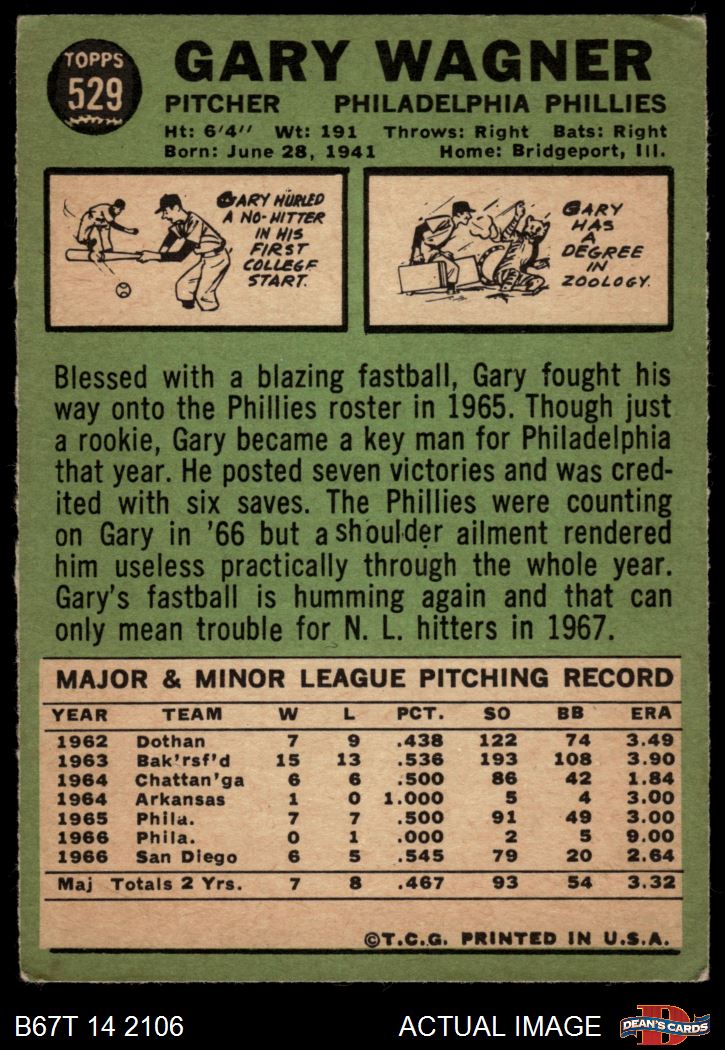 TOPPS
529
GARY WAGNER
PITCHER PHILADELPHIA PHILLIES
Ht: 6'4" Wt: 191 Throws: Right Bats: Right
Born: June 28, 1941 Home: Bridgeport, Ill.
GARY HURLED
A NO-HITTER
IN HIS
FIRST
COLLEGE
START.
GARY
HAS
A
DEGREE
IN
ZOOLOGY.
Blessed with a blazing fastball, Gary fought his
way onto the Phillies roster in 1965. Though just
a rookie, Gary became a key man for Philadelphia
that year. He posted seven victories and was cred-
ited with six saves. The Phillies were counting
on Gary in '66 but a shoulder ailment rendered
him useless practically through the whole year.
Gary's fastball is humming again and that can
only mean trouble for N. L. hitters in 1967.
MAJOR & MINOR LEAGUE PITCHING RECORD
YEAR TEAM W L PCT. SO BB ERA
1962 Dothan 7 9 .438 122 74 3.49
1963 Bak'rsf'd 15 13 .536 193 108 3.90
1964 Chattan'ga 6 6 .500 86 42 1.84
1964 Arkansas 1 0 1.000 5 4 3.00
1965 Phila. 7 7 .500 91 49 3.00
1966 Phila. 0 1 .000 2 5 9.00
1966 San Diego 6 5 .545 79 20 2.64
Maj Totals 2 Yrs. 7 8 .467 93 54 3.32
©T.C.G. PRINTED IN U.S.A.
B67T 14 2106 ACTUAL IMAGE DEAN'S CARDS